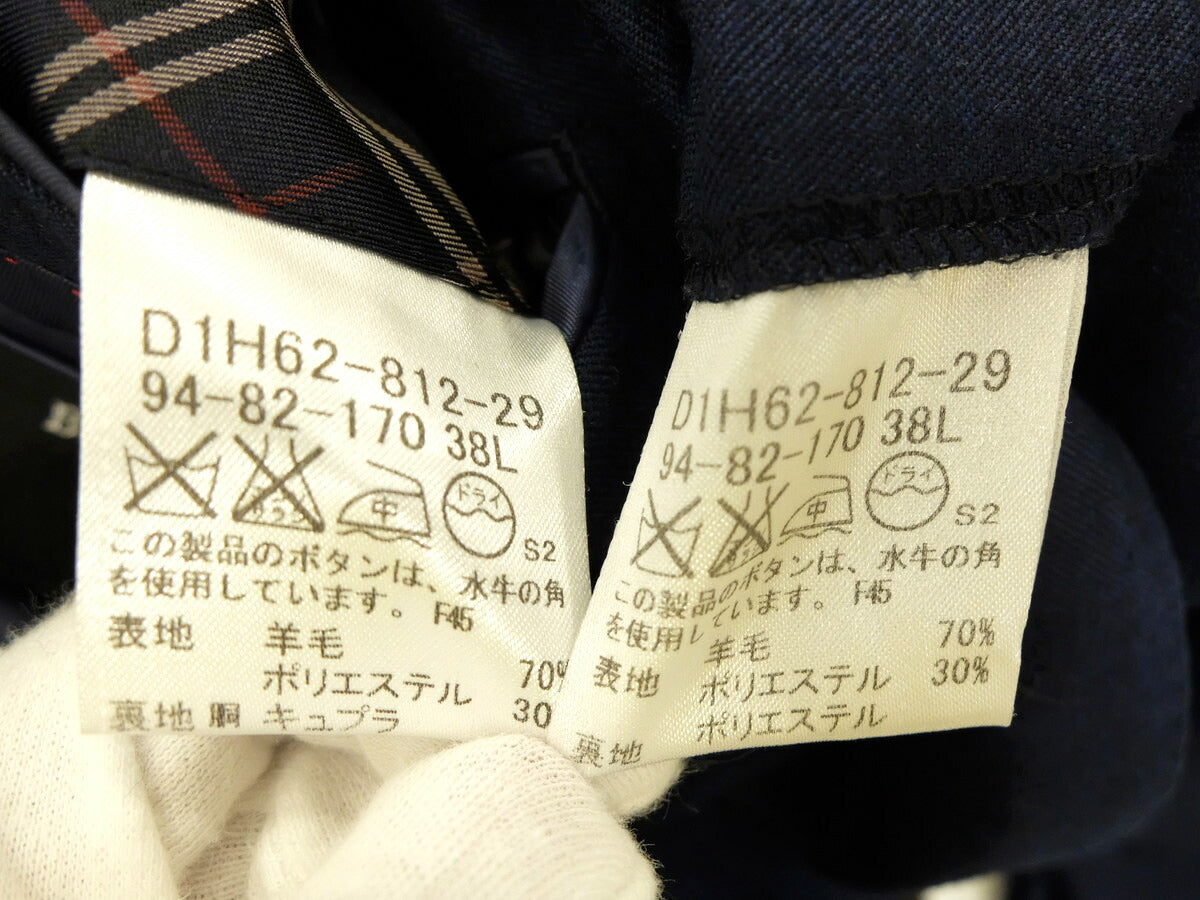 D1H62-812-29
94-82-170 38L
ドライ
中
S2
この製品のボタンは、水牛の角
を使用しています。 F45
表地 羊毛 70%
ポリエステル 30
裏地 胴 キュプラ
D1H62-812-29
94-82-170 38L
ドライ
中
S2
この製品のボタンは、水牛の角
を使用しています。 F45
表地 羊毛 70%
ポリエステル 30%
裏地 ポリエステル